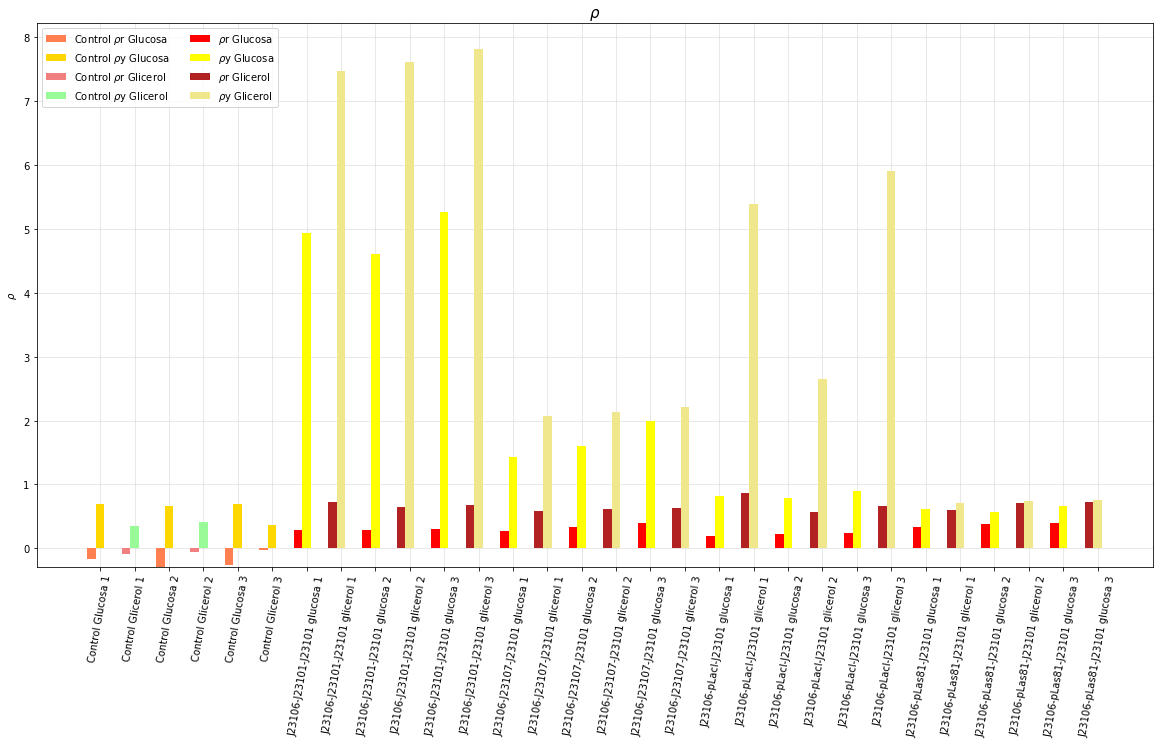 ρ
Control ρr Glucosa
Control ρy Glucosa
Control ρr Glicerol
Control ρy Glicerol
ρr Glucosa
ρy Glucosa
ρr Glicerol
ρy Glicerol
8
7
6
5
4
3
2
1
0
ρ
Control Glucosa 1
Control Glicerol 1
Control Glucosa 2
Control Glicerol 2
Control Glucosa 3
Control Glicerol 3
J23106-J23101-J23101 glucosa 1
J23106-J23101-J23101 glicerol 1
J23106-J23101-J23101 glucosa 2
J23106-J23101-J23101 glicerol 2
J23106-J23101-J23101 glucosa 3
J23106-J23101-J23101 glicerol 3
J23106-J23107-J23101 glucosa 1
J23106-J23107-J23101 glicerol 1
J23106-J23107-J23101 glucosa 2
J23106-J23107-J23101 glicerol 2
J23106-J23107-J23101 glucosa 3
J23106-J23107-J23101 glicerol 3
J23106-pLacI-J23101 glucosa 1
J23106-pLacI-J23101 glicerol 1
J23106-pLacI-J23101 glucosa 2
J23106-pLacI-J23101 glicerol 2
J23106-pLacI-J23101 glucosa 3
J23106-pLacI-J23101 glicerol 3
J23106-pLas81-J23101 glucosa 1
J23106-pLas81-J23101 glicerol 1
J23106-pLas81-J23101 glucosa 2
J23106-pLas81-J23101 glicerol 2
J23106-pLas81-J23101 glucosa 3
J23106-pLas81-J23101 glucosa 3